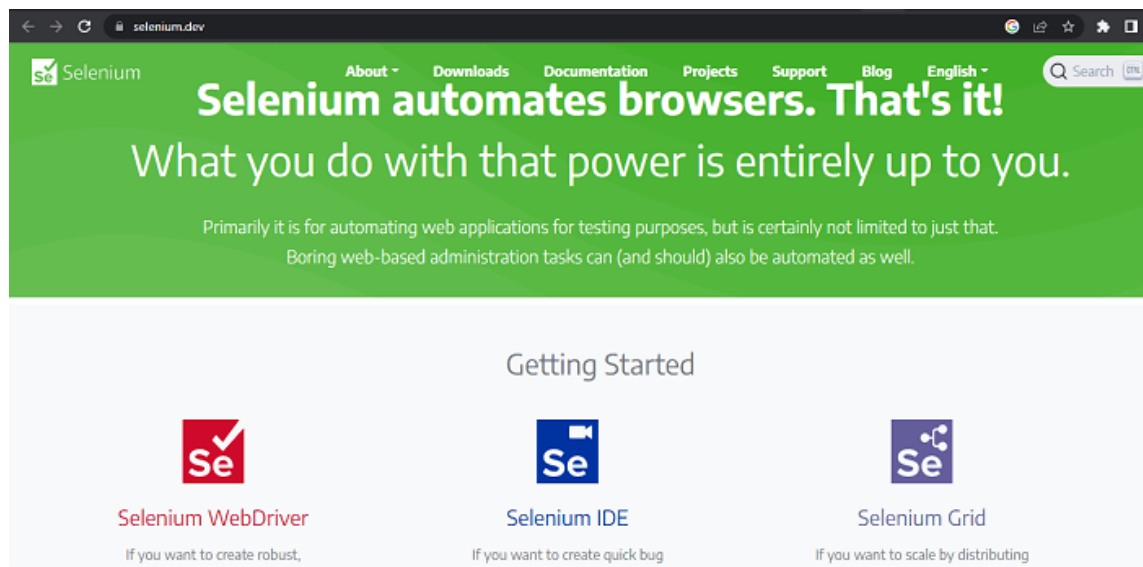 selenium.dev
Se Selenium
About Downloads Documentation Projects Support Blog English
Search
Selenium automates browsers. That's it!
What you do with that power is entirely up to you.
Primarily it is for automating web applications for testing purposes, but is certainly not limited to just that.
Boring web-based administration tasks can (and should) also be automated as well.
Getting Started
Se Se Se
Selenium WebDriver Selenium IDE Selenium Grid
If you want to create robust, If you want to create quick bug If you want to scale by distributing